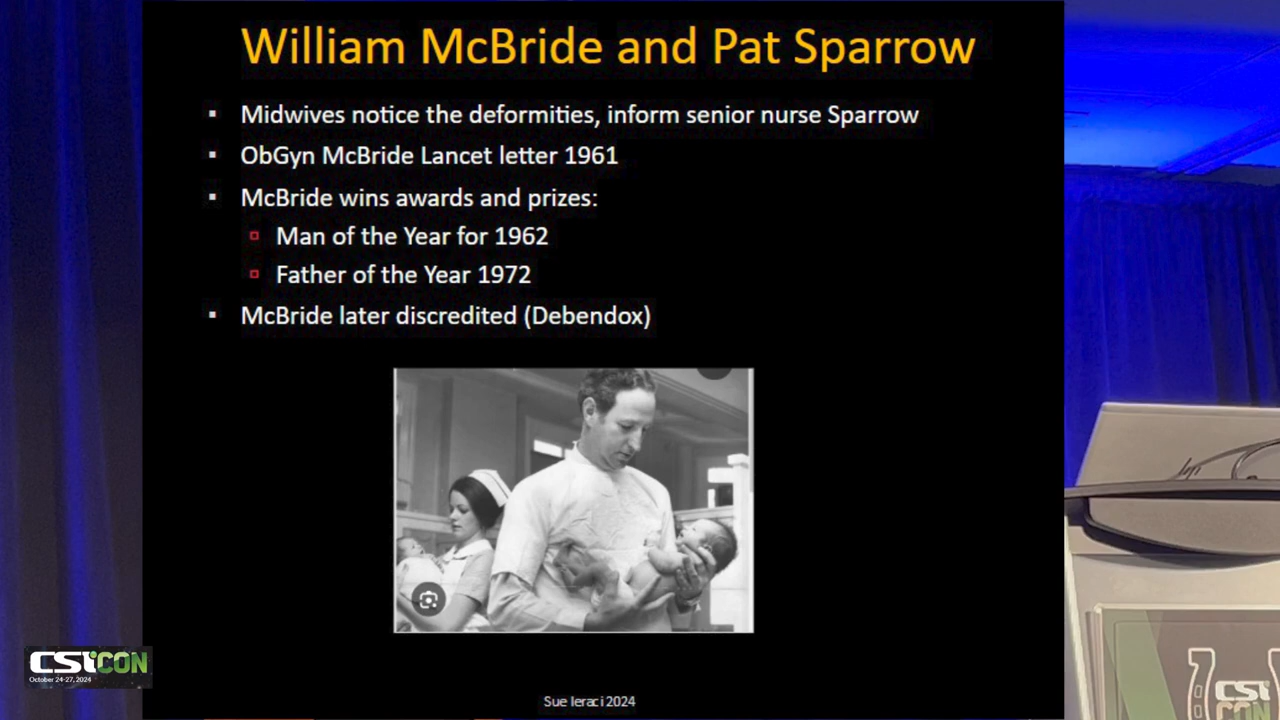 William McBride and Pat Sparrow
Midwives notice the deformities, inform senior nurse Sparrow
ObGyn McBride Lancet letter 1961
McBride wins awards and prizes:
Man of the Year for 1962
Father of the Year 1972
McBride later discredited (Debendox)
Sue Ieraci 2024
CSICON
October 24-27, 2024
CSI
CON